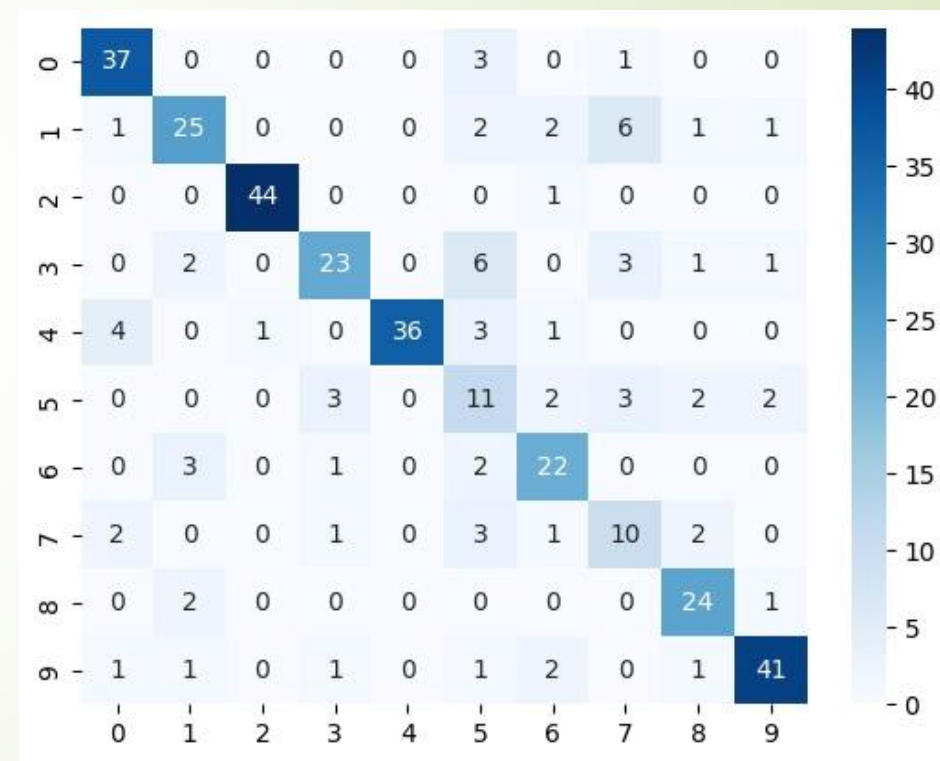 0 37 0 0 0 0 3 0 1 0 0
1 1 25 0 0 0 2 2 6 1 1
2 0 0 44 0 0 0 1 0 0 0
3 0 2 0 23 0 6 0 3 1 1
4 4 0 1 0 36 3 1 0 0 0
5 0 0 0 3 0 11 2 3 2 2
6 0 3 0 1 0 2 22 0 0 0
7 2 0 0 1 0 3 1 10 2 0
8 0 2 0 0 0 0 0 0 24 1
9 1 1 0 1 0 1 2 0 1 41
0 1 2 3 4 5 6 7 8 9
40
35
30
25
20
15
10
5
0